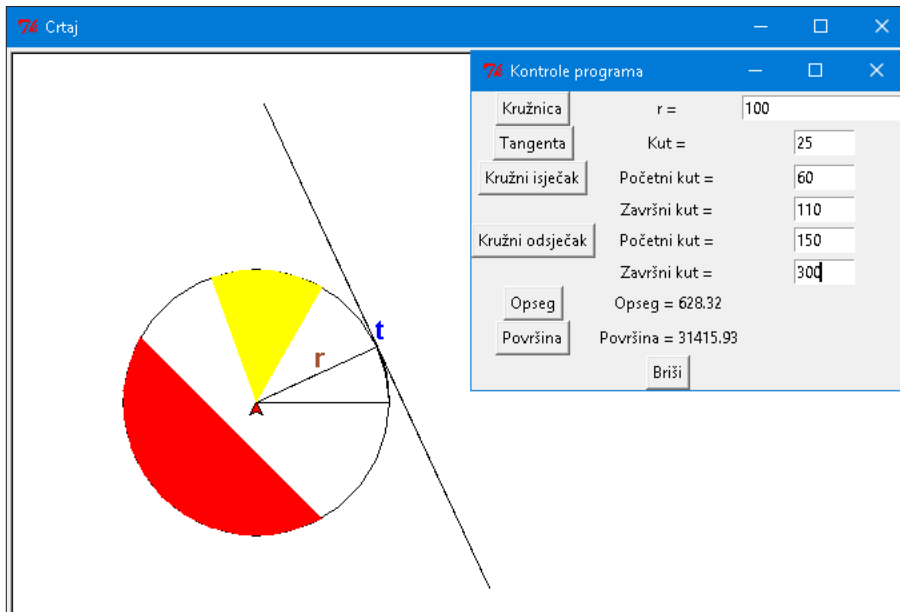 Crtaj
Kontrole programa
Kružnica r = 100
Tangenta Kut = 25
Kružni isječak Početni kut = 60
Završni kut = 110
Kružni odsječak Početni kut = 150
Završni kut = 300
Opseg Opseg = 628.32
Površina Površina = 31415.93
Briši
t
r